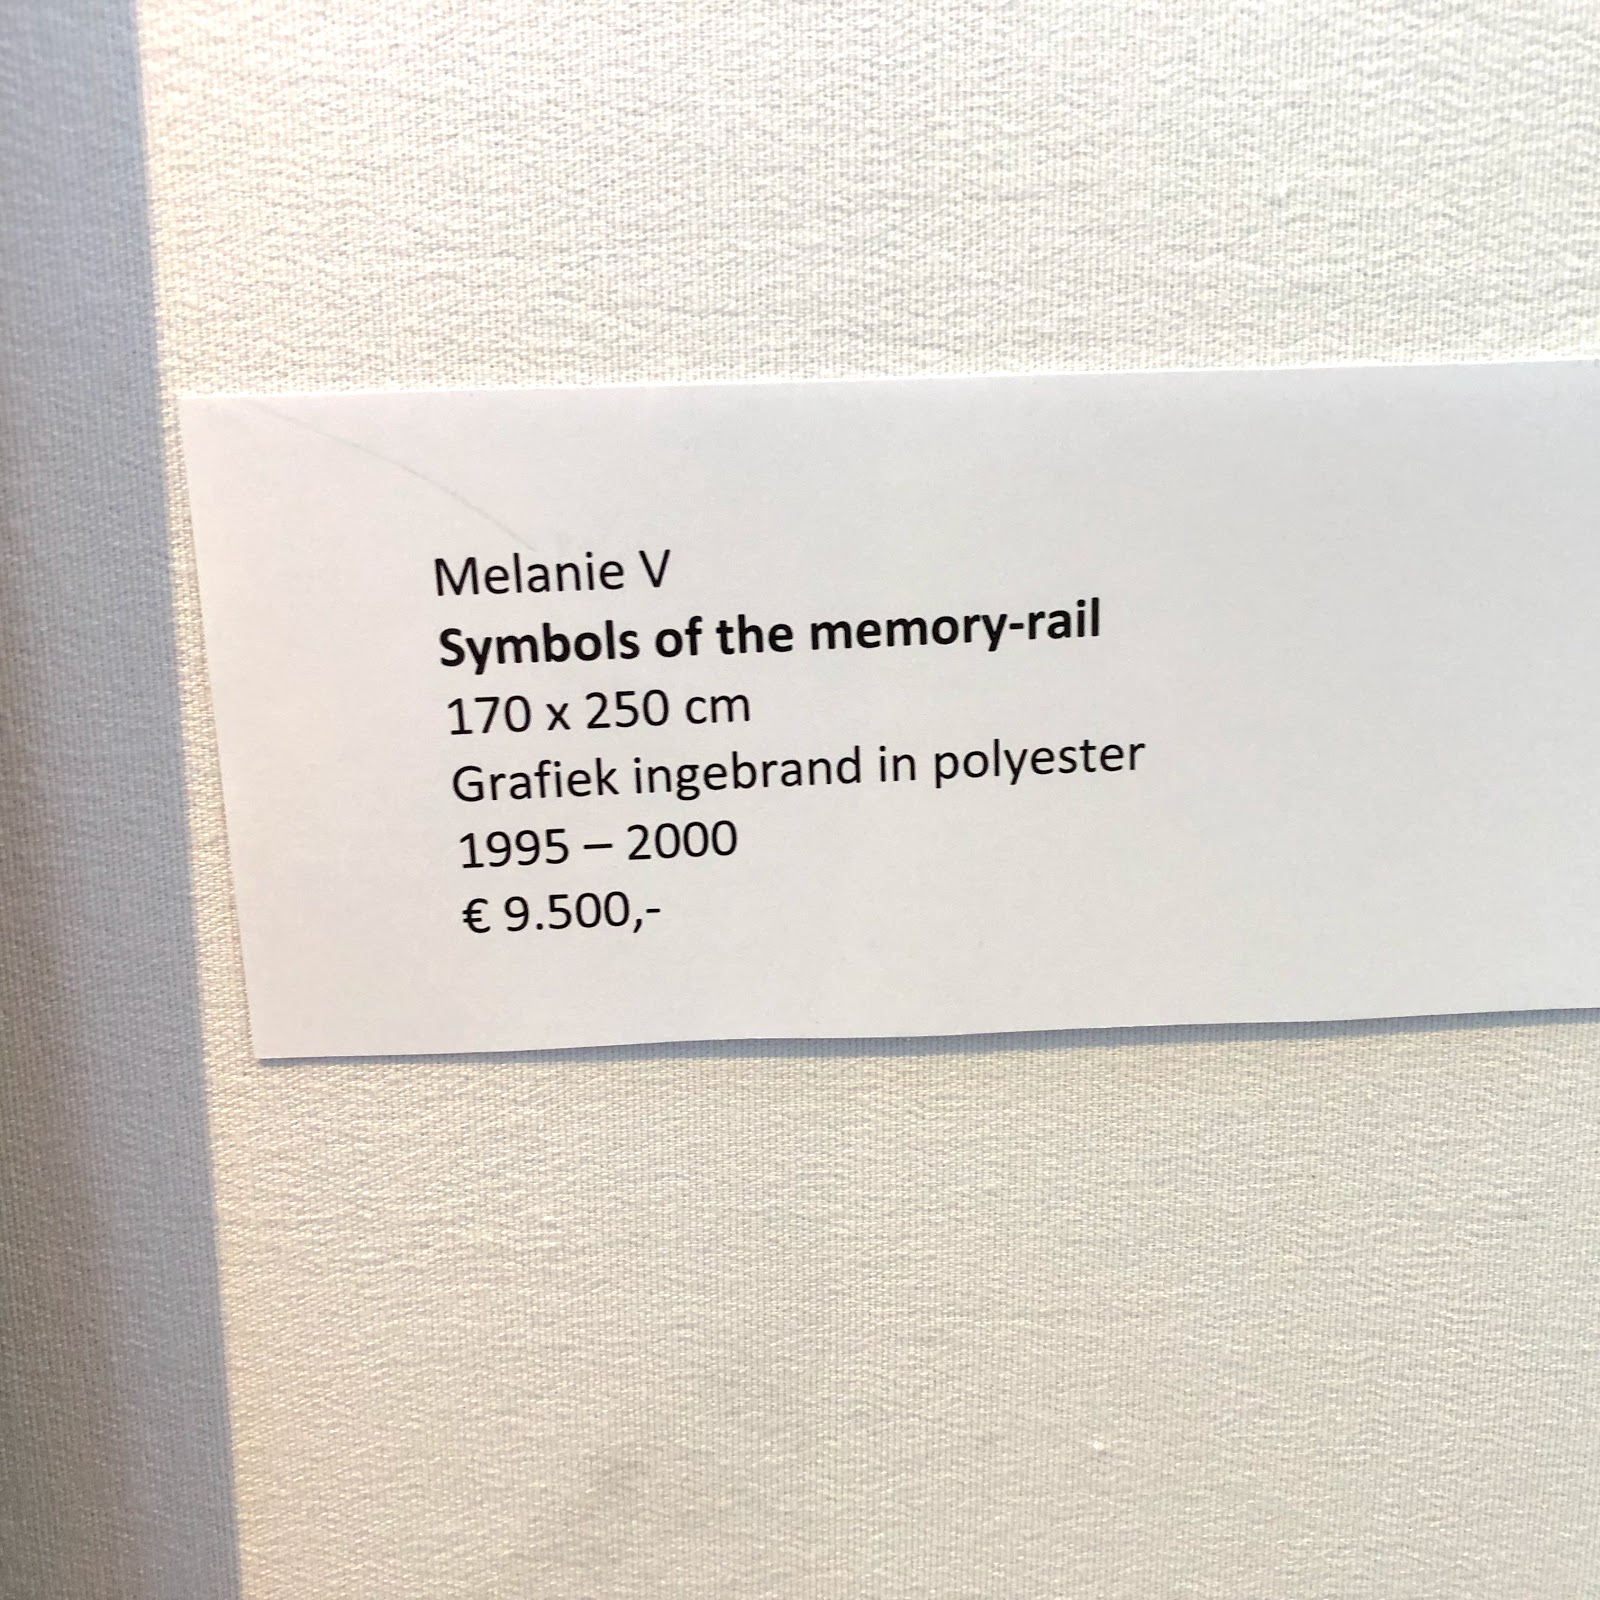 Melanie V
Symbols of the memory-rail
170 x 250 cm
Grafiek ingebrand in polyester
1995 – 2000
€ 9.500,-